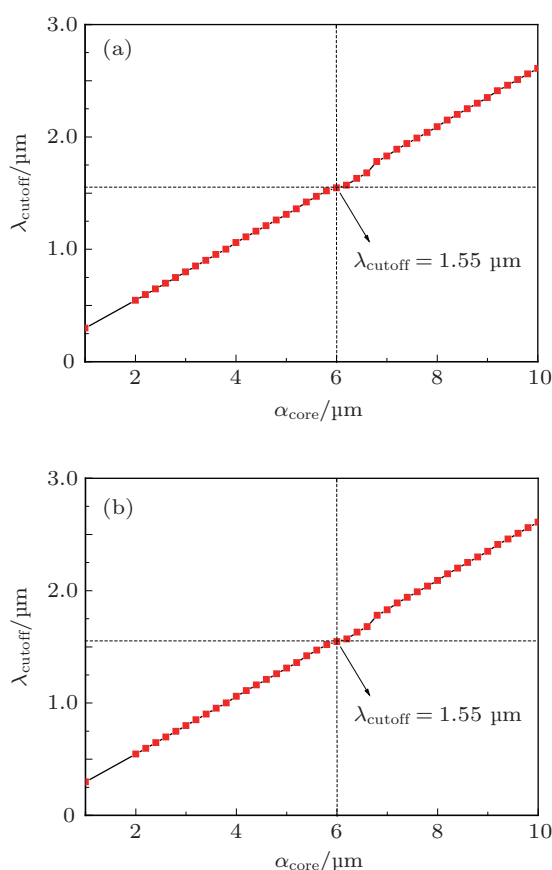 (a)
3.0
2.0
1.0
0
λcutoff/µm
λcutoff = 1.55 µm
2 4 6 8 10
αcore/µm
(b)
3.0
2.0
1.0
0
λcutoff/µm
λcutoff = 1.55 µm
2 4 6 8 10
αcore/µm